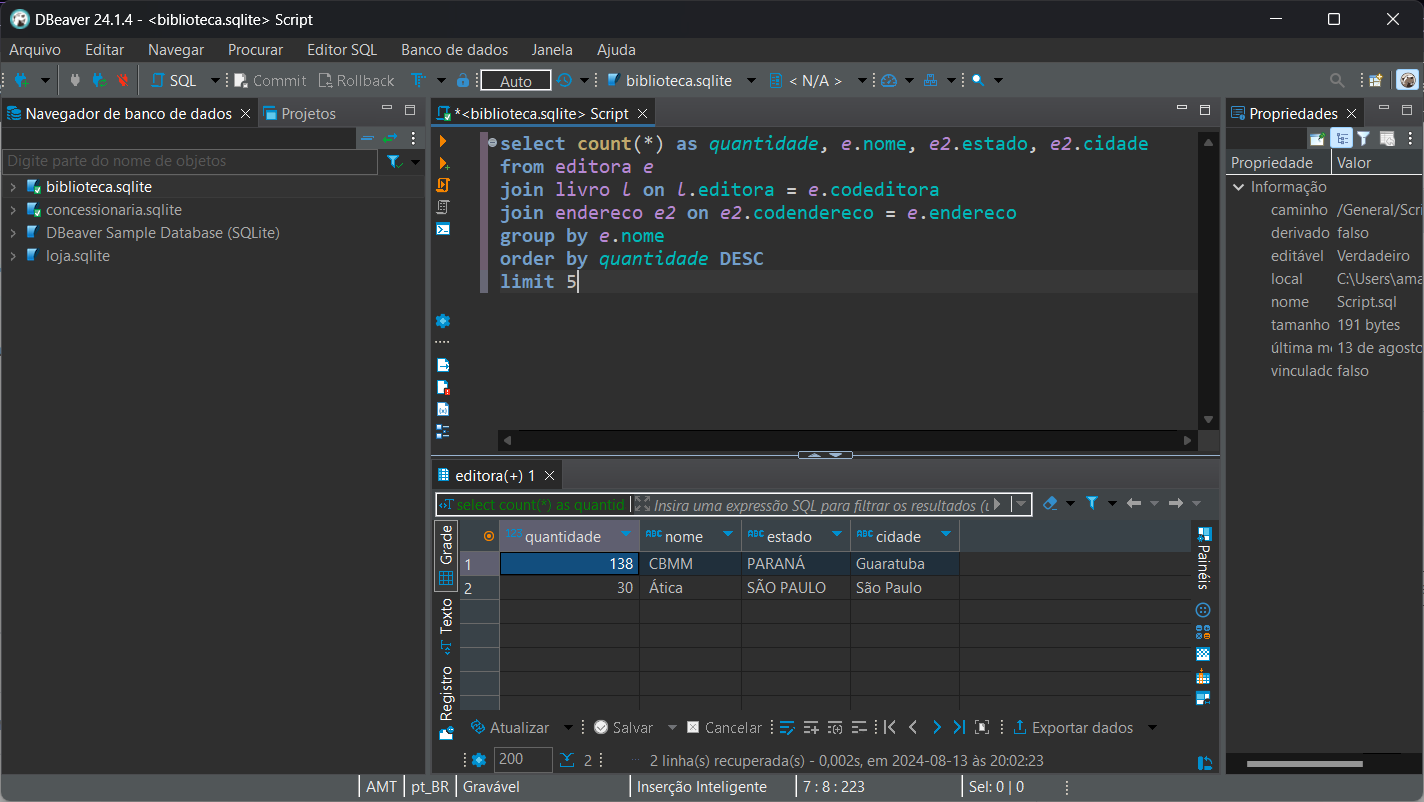 DBeaver 24.1.4 - <biblioteca.sqlite> Script
Arquivo Editar Navegar Procurar Editor SQL Banco de dados Janela Ajuda
SQL Commit Rollback Auto biblioteca.sqlite < N/A >
Navegador de banco de dados Projetos
Digite parte do nome de objetos
biblioteca.sqlite
concessionaria.sqlite
DBeaver Sample Database (SQLite)
loja.sqlite
*<biblioteca.sqlite> Script
select count(*) as quantidade, e.nome, e2.estado, e2.cidade
from editora e
join livro l on l.editora = e.codeditora
join endereco e2 on e2.codendereco = e.endereco
group by e.nome
order by quantidade DESC
limit 5
Propriedades
Propriedade Valor
Informação
caminho /General/Scri
derivado falso
editável Verdadeiro
local C:\Users\ama
nome Script.sql
tamanho 191 bytes
última m 13 de agosto
vinculado falso
editora(+) 1
select count(*) as quantid Insira uma expressão SQL para filtrar os resultados (u
Grade
Texto
Registro
quantidade nome estado cidade
1 138 CBMM PARANÁ Guaratuba
2 30 Ática SÃO PAULO São Paulo
Painéis
Atualizar Salvar Cancelar Exportar dados
200 2 2 linha(s) recuperada(s) - 0,002s, em 2024-08-13 às 20:02:23
AMT pt_BR Gravável Inserção Inteligente 7 : 8 : 223 Sel: 0 | 0